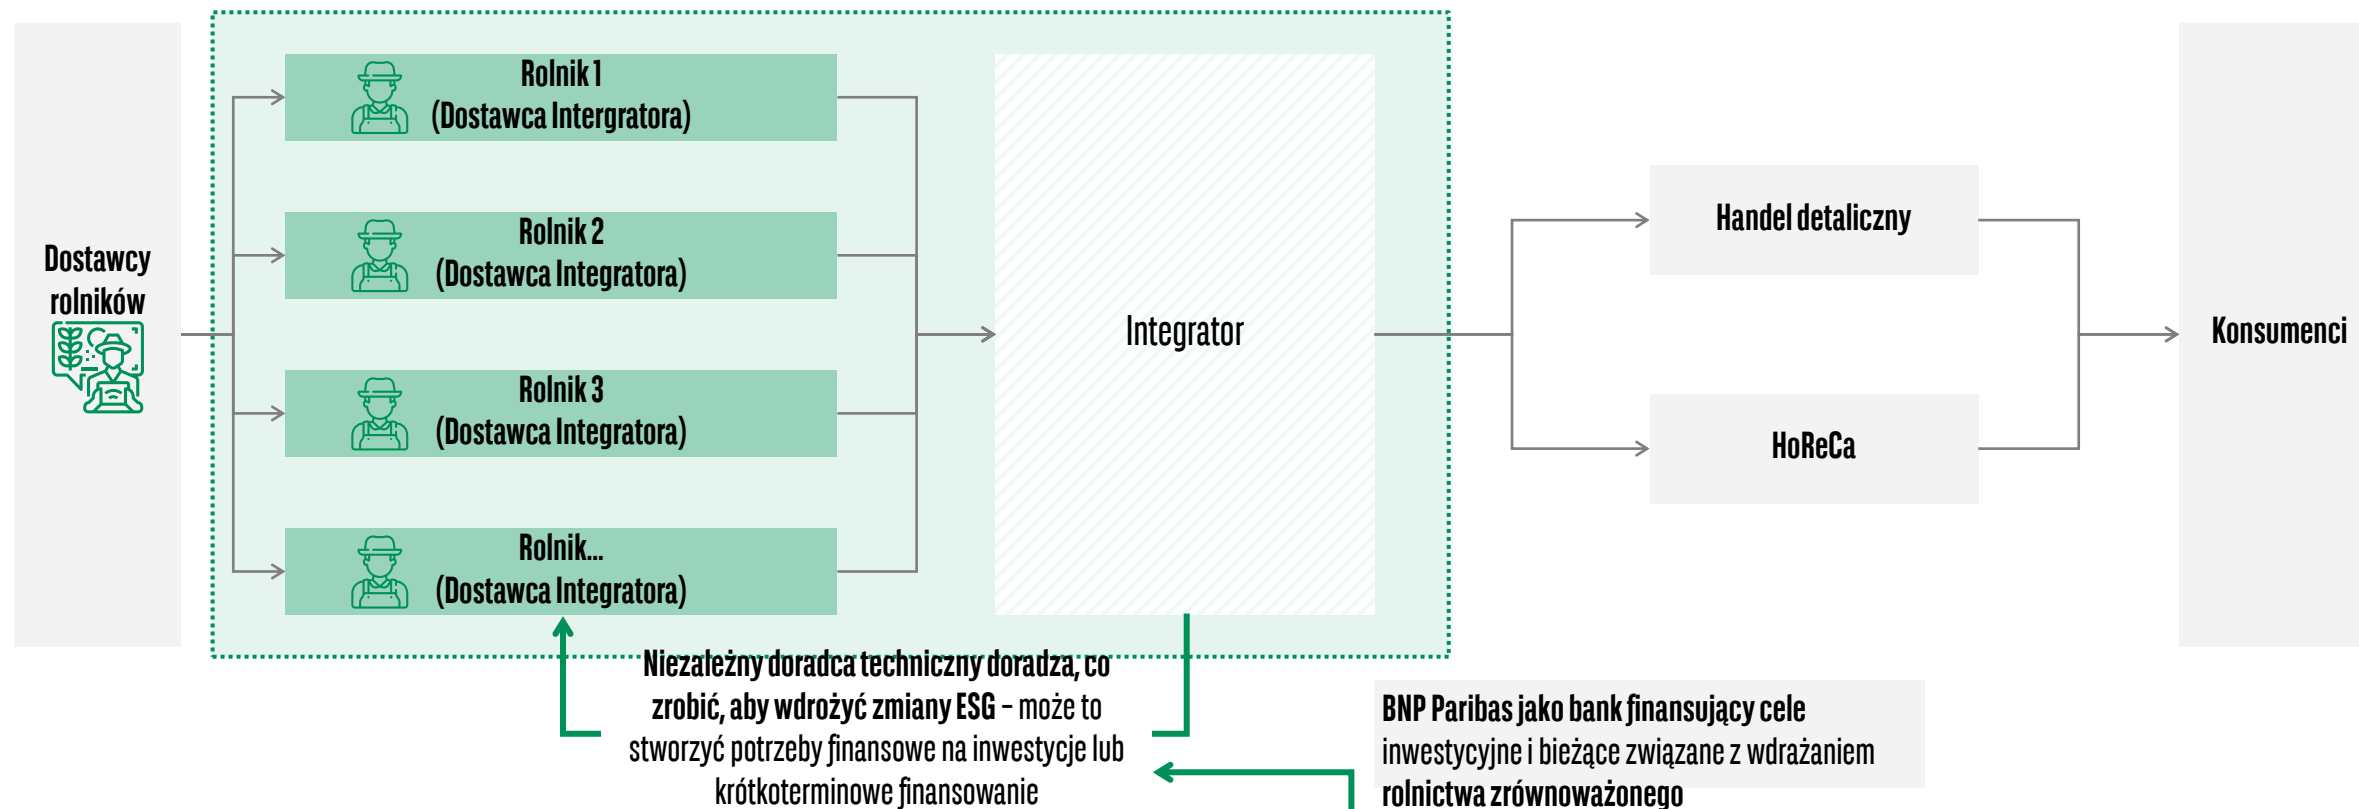 Dostawcy
rolników
Rolnik 1
(Dostawca Intergratora)
Rolnik 2
(Dostawca Integratora)
Rolnik 3
(Dostawca Integratora)
Rolnik...
(Dostawca Integratora)
Integrator
Handel detaliczny
HoReCa
Konsumenci
Niezależny doradca techniczny doradza, co
zrobić, aby wdrożyć zmiany ESG – może to
stworzyć potrzeby finansowe na inwestycje lub
krótkoterminowe finansowanie
BNP Paribas jako bank finansujący cele
inwestycyjne i bieżące związane z wdrażaniem
rolnictwa zrównoważonego